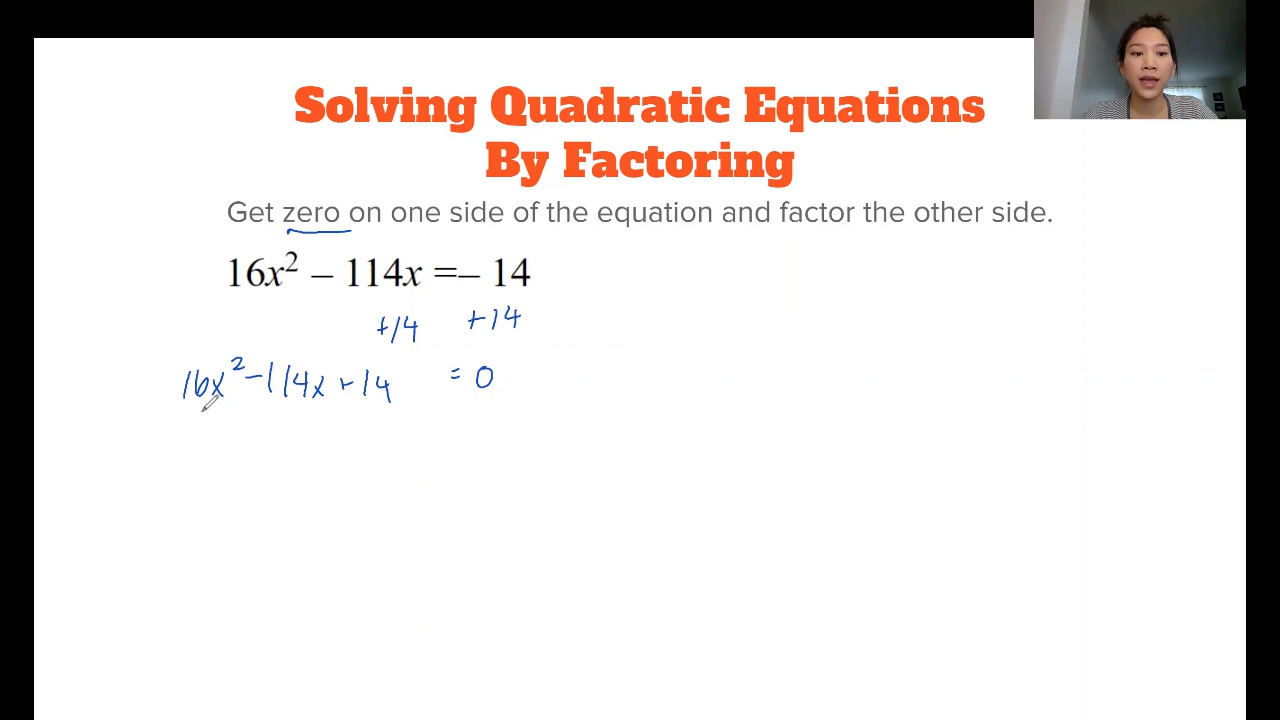 Solving Quadratic Equations
By Factoring
Get zero on one side of the equation and factor the other side.
16x² – 114x =– 14
+14 +14
16x² -114x +14 = 0